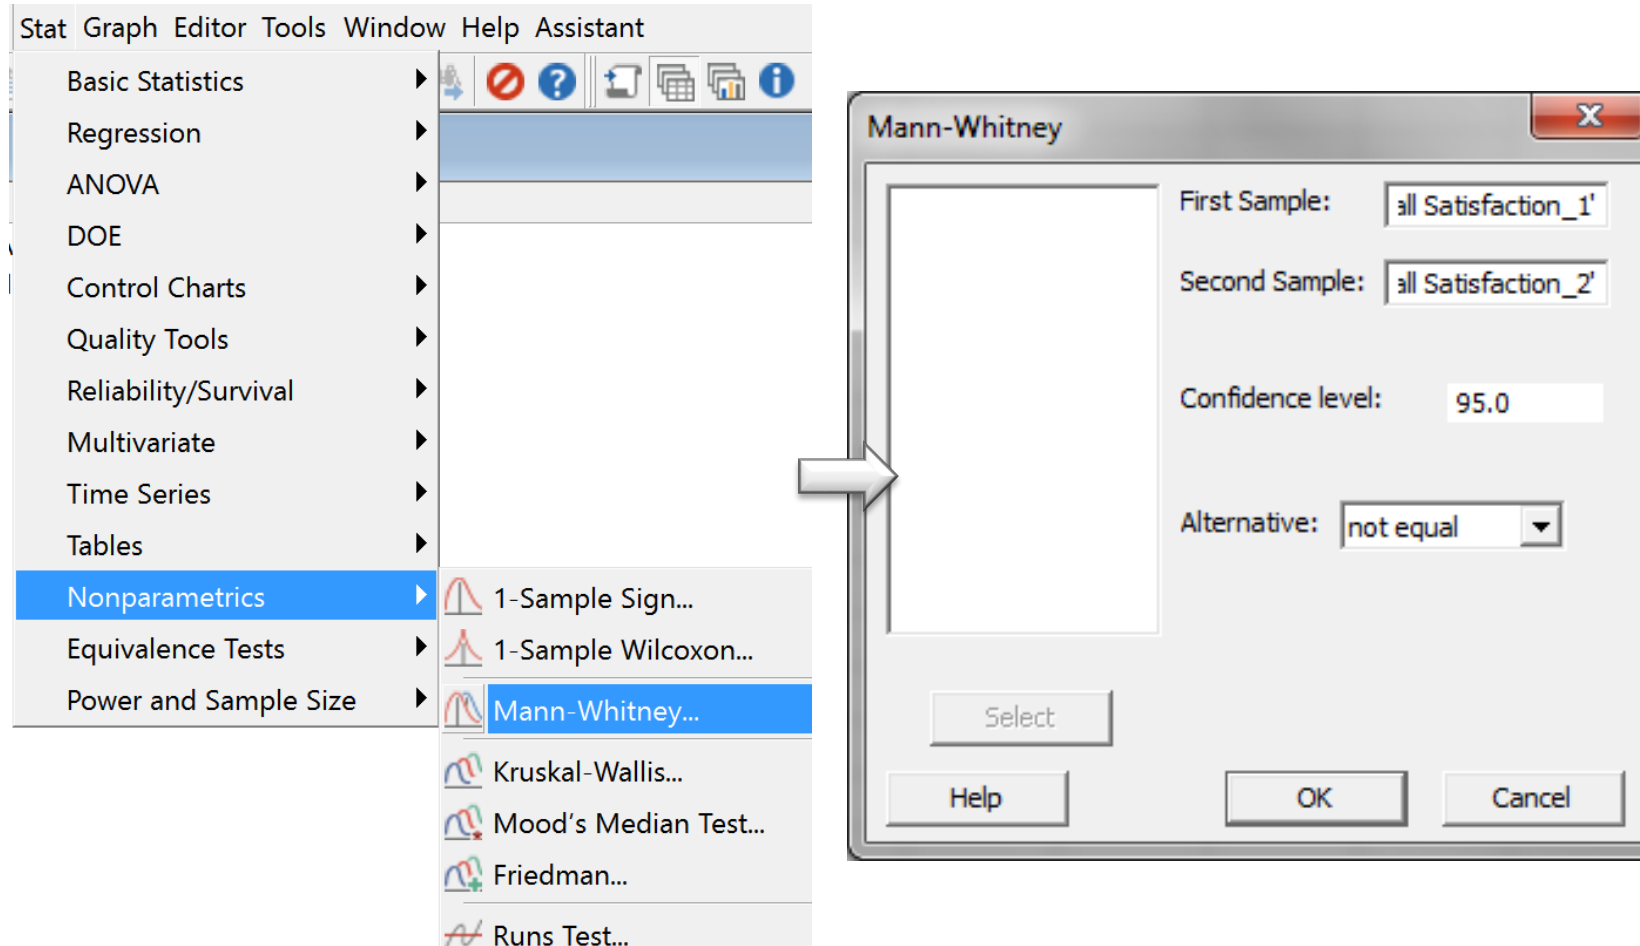 Stat Graph Editor Tools Window Help Assistant
Basic Statistics
Regression
ANOVA
DOE
Control Charts
Quality Tools
Reliability/Survival
Multivariate
Time Series
Tables
Nonparametrics
Equivalence Tests
Power and Sample Size
1-Sample Sign...
1-Sample Wilcoxon...
Mann-Whitney...
Kruskal-Wallis...
Mood's Median Test...
Friedman...
Runs Test...
Mann-Whitney
First Sample: all Satisfaction_1'
Second Sample: all Satisfaction_2'
Confidence level: 95.0
Alternative: not equal
Select
Help OK Cancel